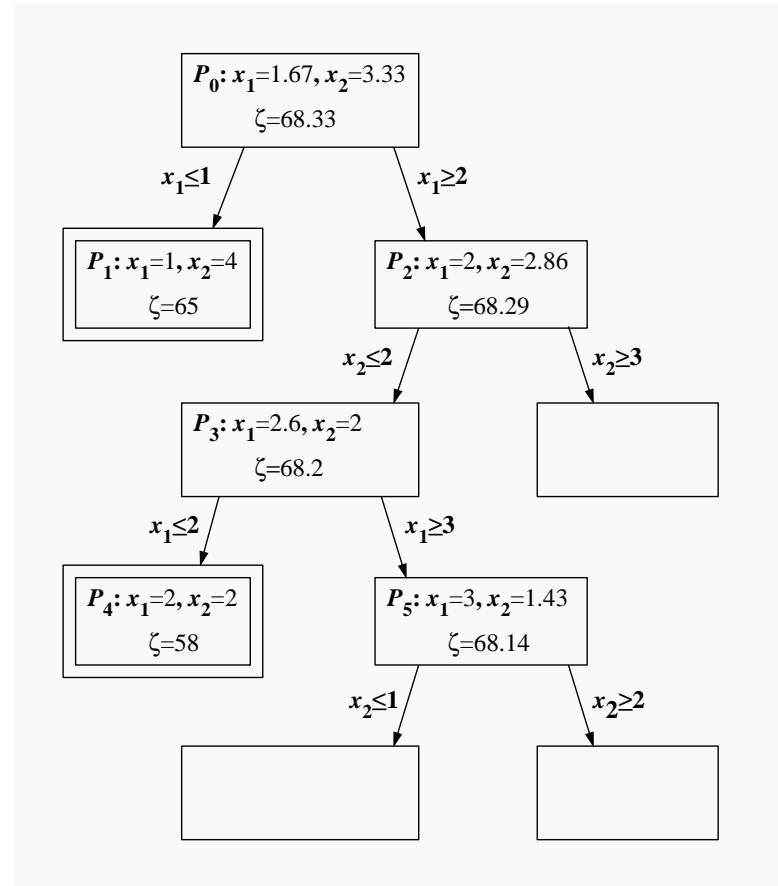 P0: x1=1.67, x2=3.33
ζ=68.33
x1≤1
x1≥2
P1: x1=1, x2=4
ζ=65
P2: x1=2, x2=2.86
ζ=68.29
x2≤2
x2≥3
P3: x1=2.6, x2=2
ζ=68.2
x1≤2
x1≥3
P4: x1=2, x2=2
ζ=58
P5: x1=3, x2=1.43
ζ=68.14
x2≤1
x2≥2